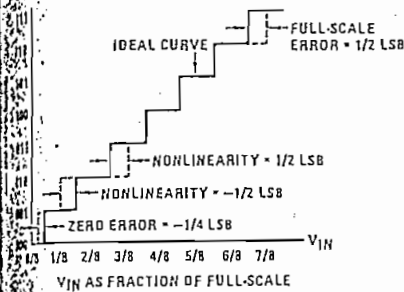 FULL-SCALE
ERROR = 1/2 LSB
IDEAL CURVE
NONLINEARITY = 1/2 LSB
NONLINEARITY = -1/2 LSB
ZERO ERROR = -1/4 LSB
1/8 2/8 3/8 4/8 5/8 6/8 7/8
VIN
VIN AS FRACTION OF FULL-SCALE